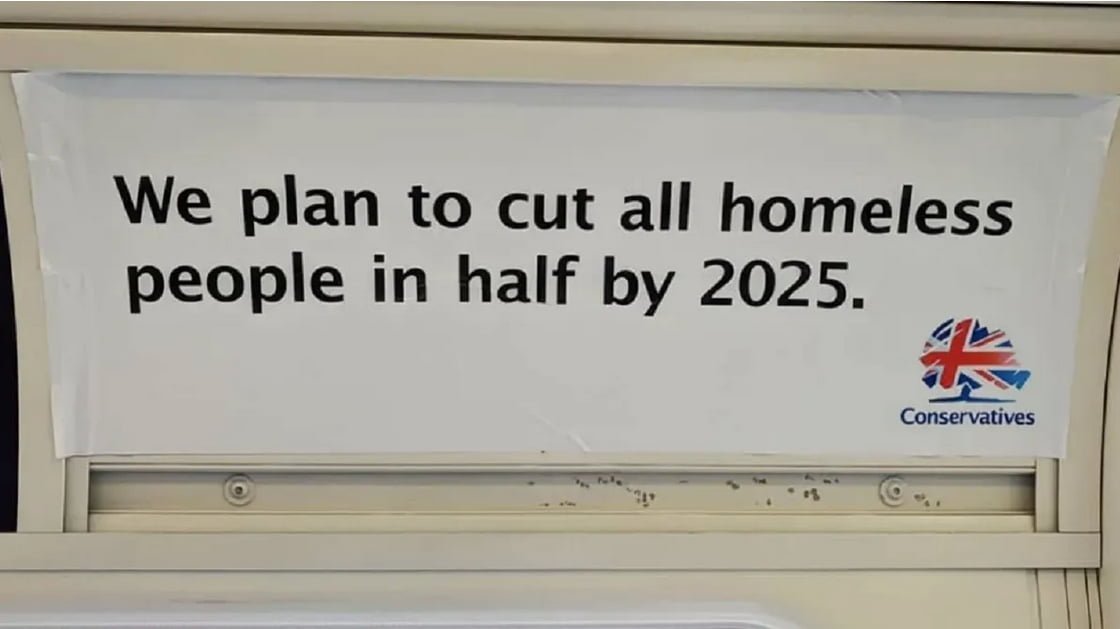 We plan to cut all homeless
people in half by 2025.
Conservatives